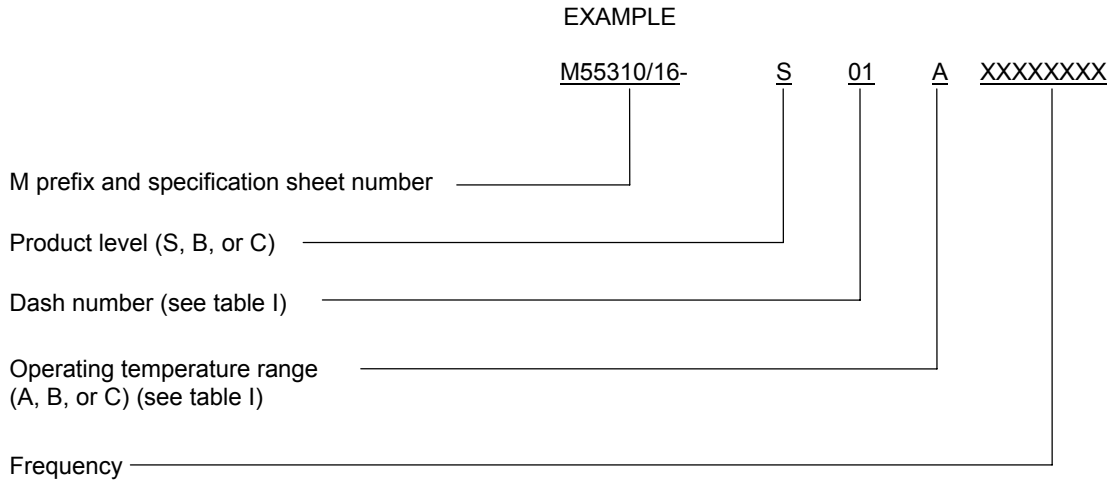 EXAMPLE
M55310/16- S 01 A XXXXXXXX
M prefix and specification sheet number
Product level (S, B, or C)
Dash number (see table I)
Operating temperature range
(A, B, or C) (see table I)
Frequency